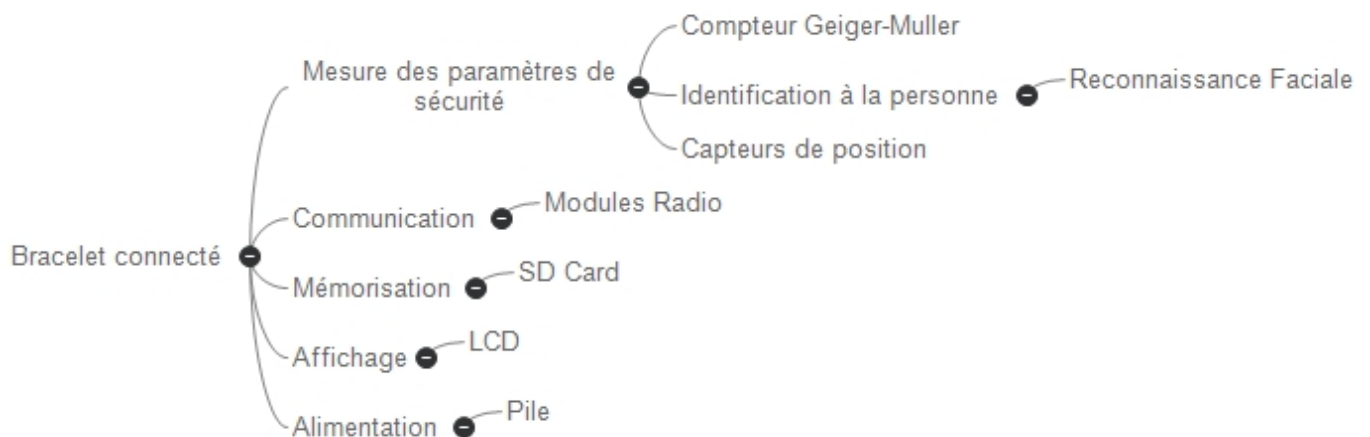 Compteur Geiger-Muller
Mesure des paramètres de
sécurité
Identification à la personne
Reconnaissance Faciale
Capteurs de position
Communication
Modules Radio
Bracelet connecté
Mémorisation
SD Card
Affichage
LCD
Alimentation
Pile